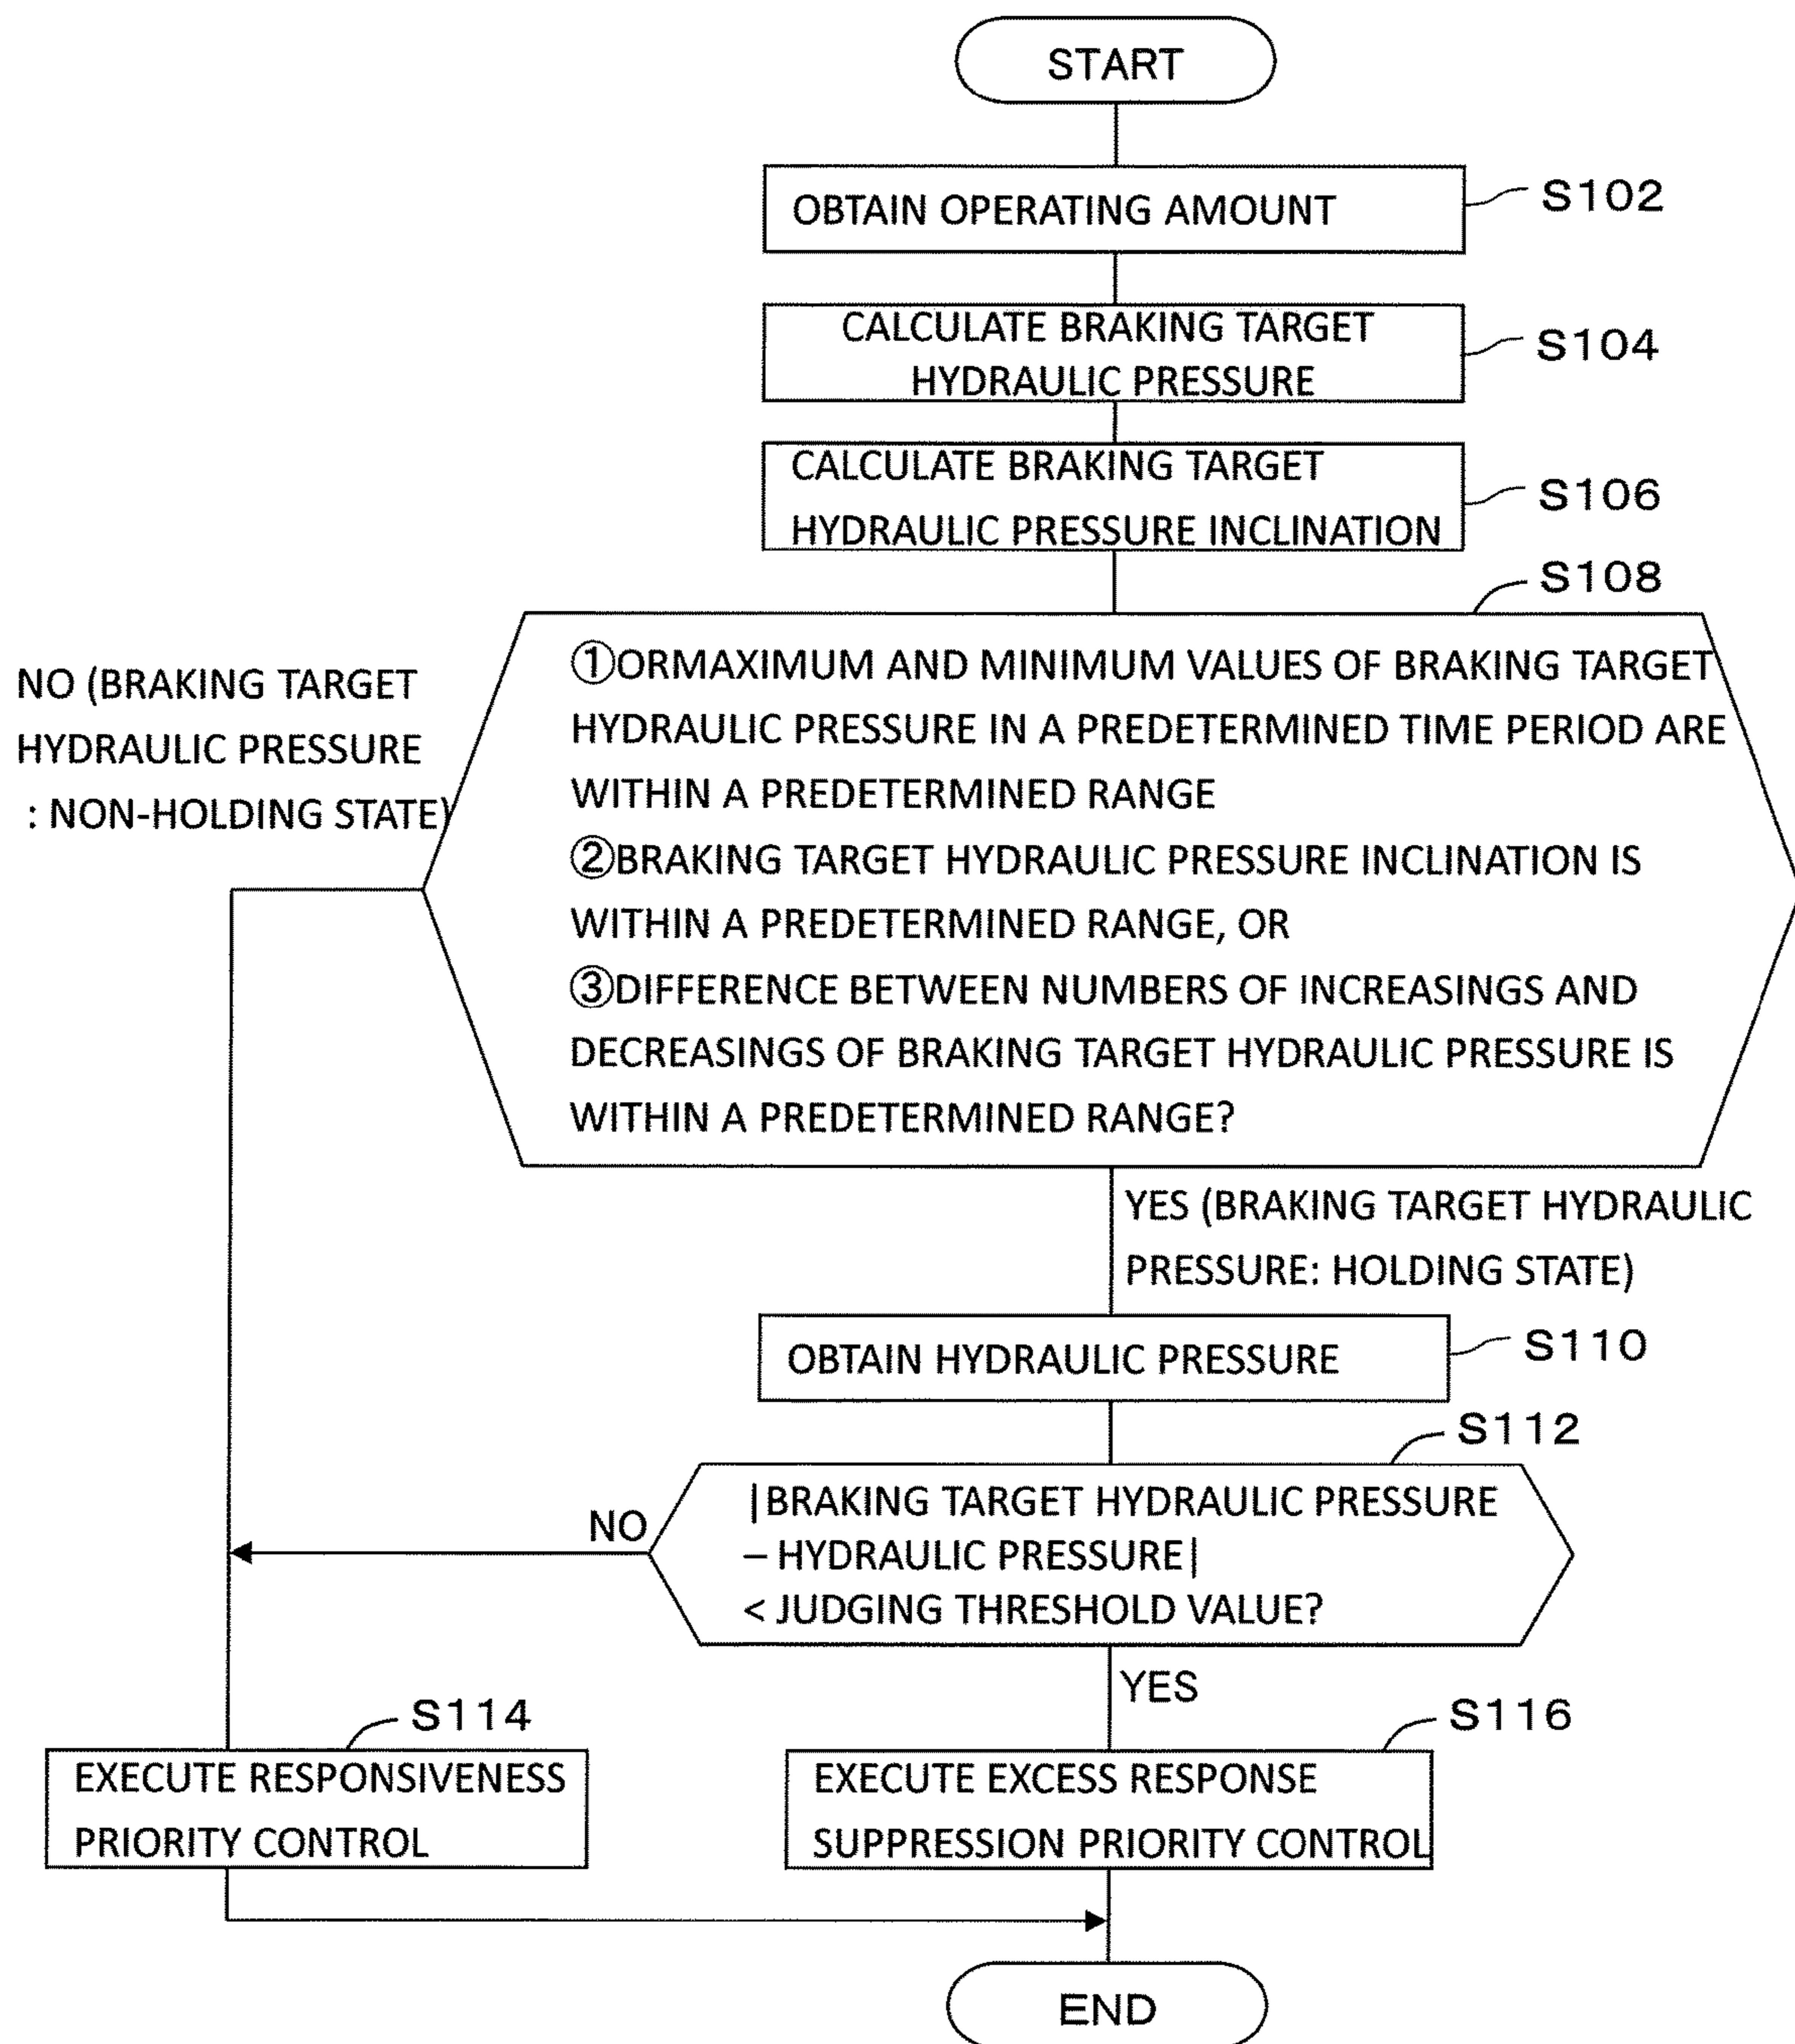 START
OBTAIN OPERATING AMOUNT
S102
CALCULATE BRAKING TARGET
HYDRAULIC PRESSURE
S104
CALCULATE BRAKING TARGET
HYDRAULIC PRESSURE INCLINATION
S106
S108
NO (BRAKING TARGET
HYDRAULIC PRESSURE
: NON-HOLDING STATE)
①ORMAXIMUM AND MINIMUM VALUES OF BRAKING TARGET
HYDRAULIC PRESSURE IN A PREDETERMINED TIME PERIOD ARE
WITHIN A PREDETERMINED RANGE
②BRAKING TARGET HYDRAULIC PRESSURE INCLINATION IS
WITHIN A PREDETERMINED RANGE, OR
③DIFFERENCE BETWEEN NUMBERS OF INCREASINGS AND
DECREASINGS OF BRAKING TARGET HYDRAULIC PRESSURE IS
WITHIN A PREDETERMINED RANGE?
YES (BRAKING TARGET HYDRAULIC
PRESSURE: HOLDING STATE)
OBTAIN HYDRAULIC PRESSURE
S110
S112
|BRAKING TARGET HYDRAULIC PRESSURE
– HYDRAULIC PRESSURE|
< JUDGING THRESHOLD VALUE?
NO
YES
S114
EXECUTE RESPONSIVENESS
PRIORITY CONTROL
S116
EXECUTE EXCESS RESPONSE
SUPPRESSION PRIORITY CONTROL
END